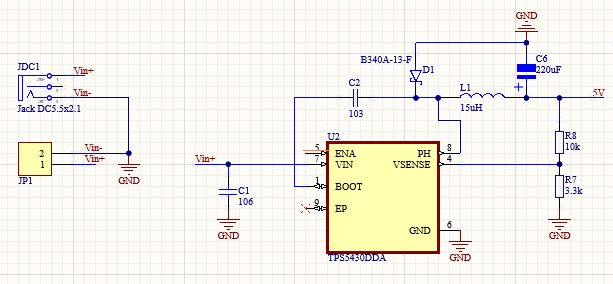 GND
B340A-13-F
D1
C6
220uF
+
JDC1
Vin+
Vin-
Jack DC5.5x2.1
C2
103
L1
15uH
5V
U2
R8
10k
5
ENA
PH
8
Vin-
Vin+
2
1
JP1
GND
Vin+
7
VIN
VSENSE
4
C1
106
1
BOOT
R7
3.3k
9
EP
GND
6
GND
GND
GND
TPS5430DDA